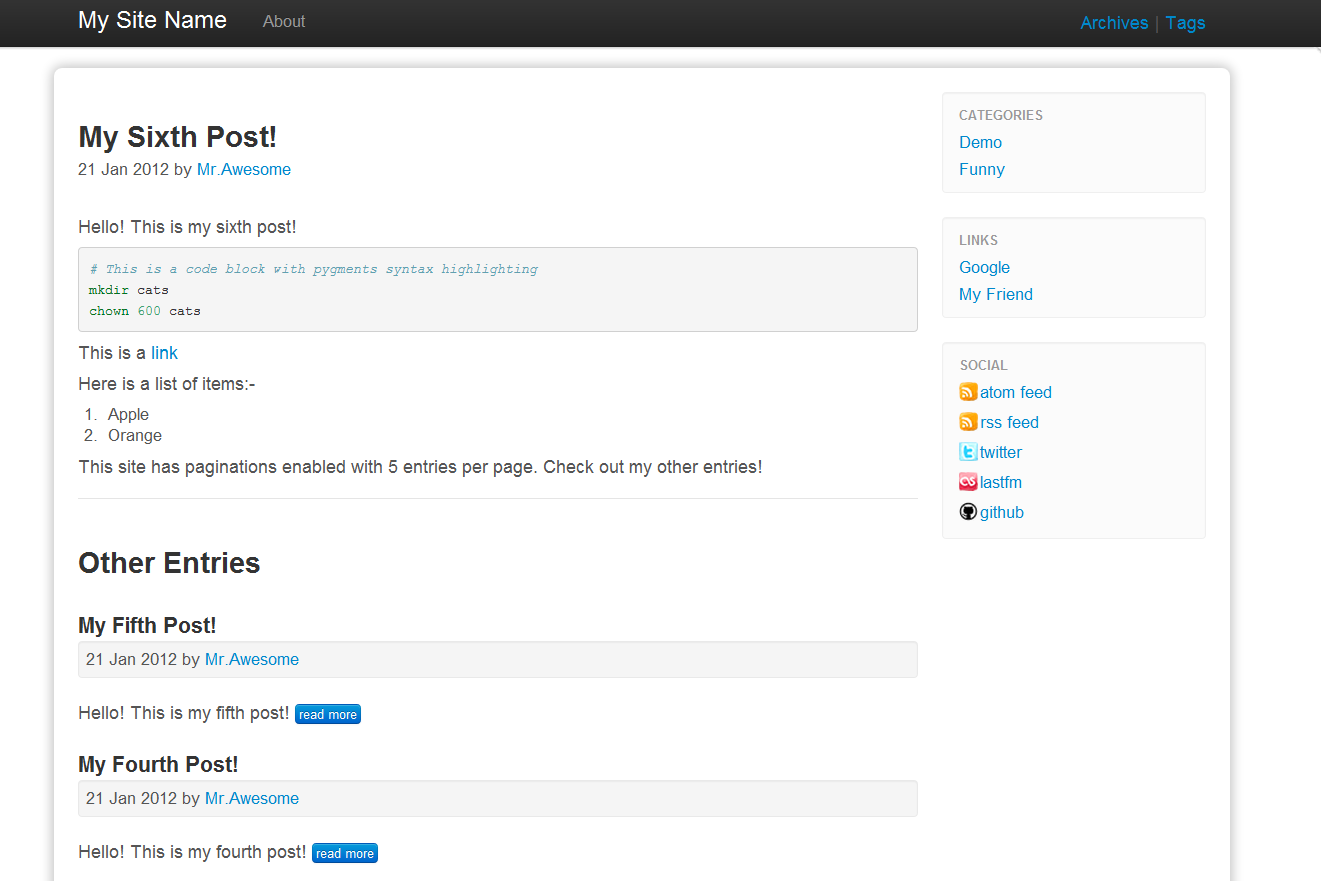 My Site Name About Archives | Tags
My Sixth Post!
21 Jan 2012 by Mr.Awesome
Hello! This is my sixth post!
# This is a code block with pygments syntax highlighting
mkdir cats
chown 600 cats
This is a link
Here is a list of items:-
1. Apple
2. Orange
This site has paginations enabled with 5 entries per page. Check out my other entries!
Other Entries
My Fifth Post!
21 Jan 2012 by Mr.Awesome
Hello! This is my fifth post! read more
My Fourth Post!
21 Jan 2012 by Mr.Awesome
Hello! This is my fourth post! read more
CATEGORIES
Demo
Funny
LINKS
Google
My Friend
SOCIAL
atom feed
rss feed
twitter
lastfm
github